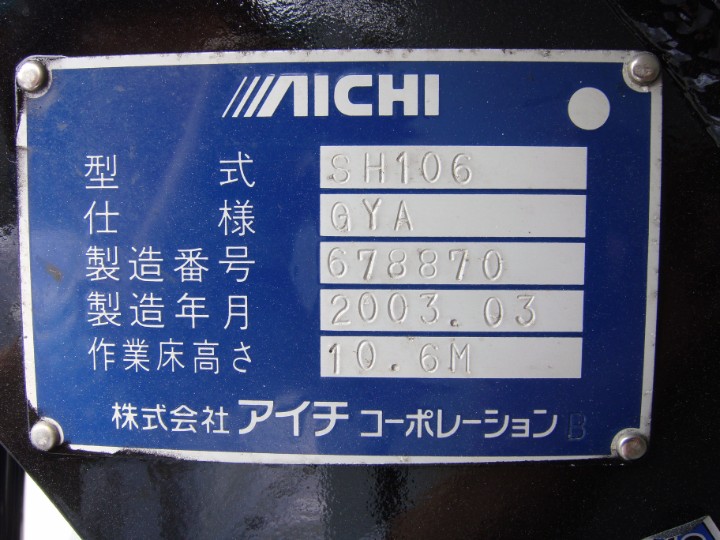 AICHI
型式 SH106
仕様 QYA
製造番号 678870
製造年月 2003.03
作業床高さ 10.6M
株式会社 アイチ コーポレーション B